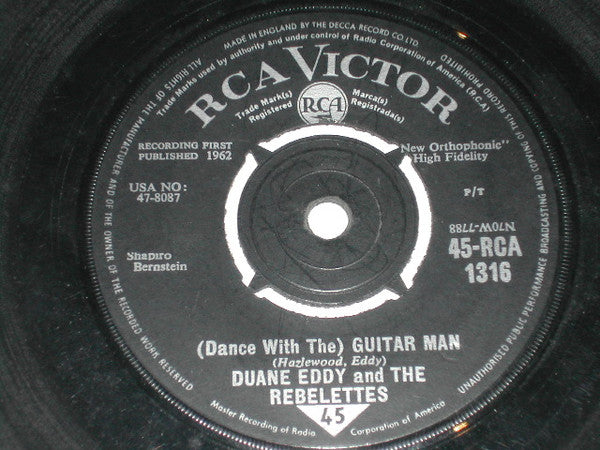 MADE IN ENGLAND BY THE DECCA RECORD CO. LTD.
Trade Marks used by authority and under control of Radio Corporation of America (R.C.A.)
ALL RIGHTS OF THE MANUFACTURER AND OF THE OWNER OF THE RECORDED WORK RESERVED
UNAUTHORISED PUBLIC PERFORMANCE BROADCASTING AND COPYING OF THIS RECORD PROHIBITED
RCA VICTOR
Trade Mark(s)
Registered
RCA
Marca(s)
Registrada(s)
RECORDING FIRST
PUBLISHED 1962
New Orthophonic"
High Fidelity
USA NO:
47-8087
P/T
N70W-7788
45-RCA
1316
Shapiro
Bernstein
(Dance With The) GUITAR MAN
(Hazlewood, Eddy)
DUANE EDDY and THE
REBELETTES
45
Master Recording of Radio Corporation of America